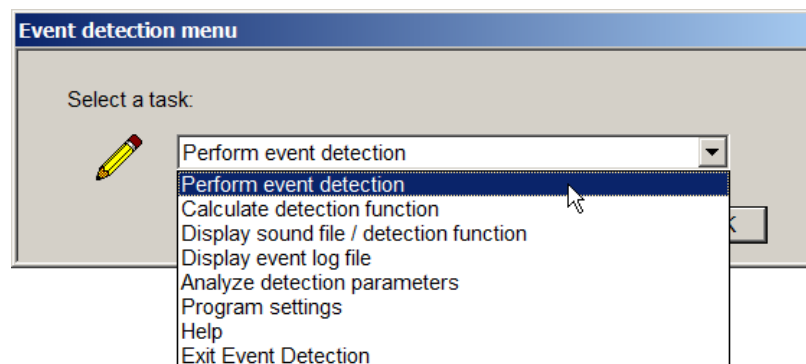 Event detection menu
Select a task:
Perform event detection
Perform event detection
Calculate detection function
Display sound file / detection function
Display event log file
Analyze detection parameters
Program settings
Help
Exit Event Detection